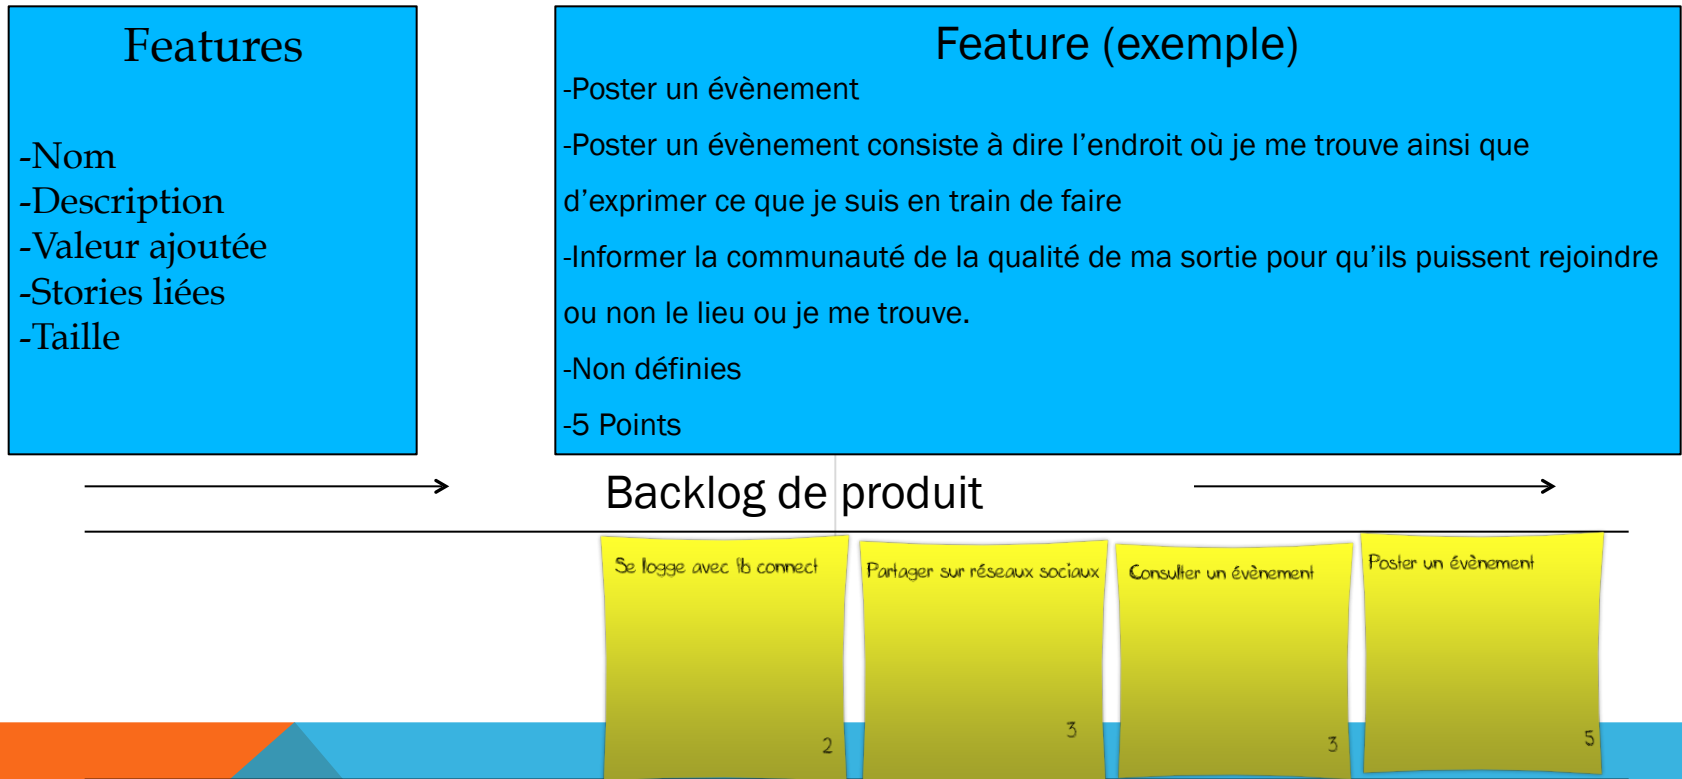 Features
-Nom
-Description
-Valeur ajoutée
-Stories liées
-Taille
Feature (exemple)
-Poster un évènement
-Poster un évènement consiste à dire l’endroit où je me trouve ainsi que
d’exprimer ce que je suis en train de faire
-Informer la communauté de la qualité de ma sortie pour qu’ils puissent rejoindre
ou non le lieu ou je me trouve.
-Non définies
-5 Points
Backlog de produit
Se logge avec fb connect
2
Partager sur réseaux sociaux
3
Consulter un évènement
3
Poster un évènement
5